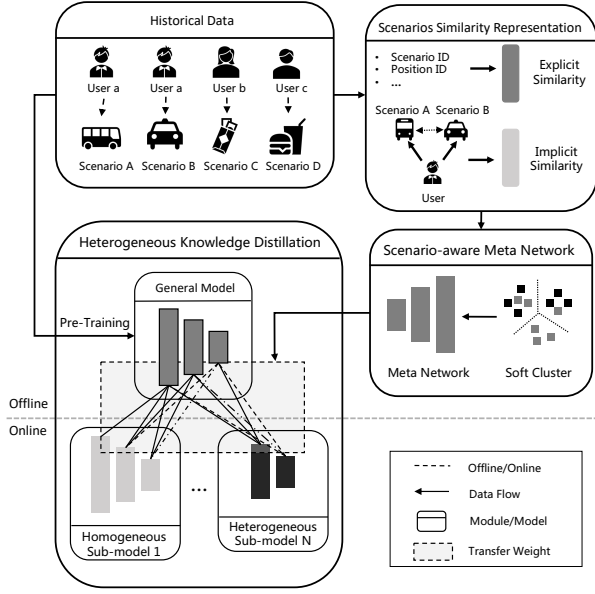 Historical Data
User a
User a
User b
User c
Scenario A
Scenario B
Scenario C
Scenario D
Scenarios Similarity Representation
• Scenario ID
• Position ID
• ...
Explicit
Similarity
Scenario A
Scenario B
User
Implicit
Similarity
Heterogeneous Knowledge Distillation
General Model
Pre-Training
Scenario-aware Meta Network
Meta Network
Soft Cluster
Offline
Online
...
Homogeneous
Sub-model 1
Heterogeneous
Sub-model N
Offline/Online
Data Flow
Module/Model
Transfer Weight